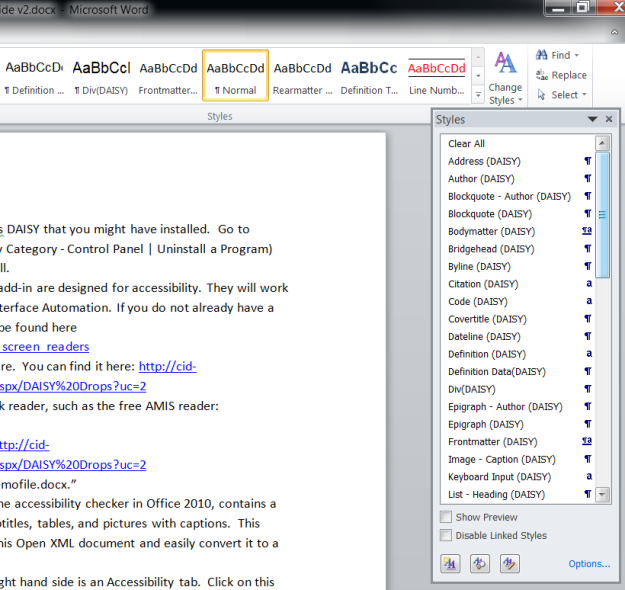 ide v2.docx - Microsoft Word
AaBbCcDc AaBbCcl AaBbCcDd AaBbCcDd AaBbCcDd AaBbCc AaBbCcDd
¶ Definition ... ¶ Div(DAISY) Frontmatter... ¶ Normal Rearmatter ... Definition T... Line Numb...
Change
Styles
Find
Replace
Select
Styles
Styles
Clear All
Address (DAISY) ¶
Author (DAISY) ¶
Blockquote - Author (DAISY) ¶
Blockquote (DAISY) ¶
Bodymatter (DAISY) ¶a
Bridgehead (DAISY) ¶
Byline (DAISY) ¶
Citation (DAISY) a
Code (DAISY) a
Covertitle (DAISY) ¶
Dateline (DAISY) ¶
Definition (DAISY) a
Definition Data(DAISY) ¶
Div(DAISY) ¶
Epigraph - Author (DAISY) ¶
Epigraph (DAISY) ¶
Frontmatter (DAISY) ¶a
Image - Caption (DAISY) ¶
Keyboard Input (DAISY) a
List - Heading (DAISY) ¶
Show Preview
Disable Linked Styles
Options...
s DAISY that you might have installed. Go to
y Category - Control Panel | Uninstall a Program)
ll.
add-in are designed for accessibility. They will work
terface Automation. If you do not already have a
be found here
screen readers
re. You can find it here: http://cid-
spx/DAISY%20Drops?uc=2
k reader, such as the free AMIS reader:
ttp://cid-
spx/DAISY%20Drops?uc=2
emofile.docx."
he accessibility checker in Office 2010, contains a
btitles, tables, and pictures with captions. This
his Open XML document and easily convert it to a
ght hand side is an Accessibility tab. Click on this